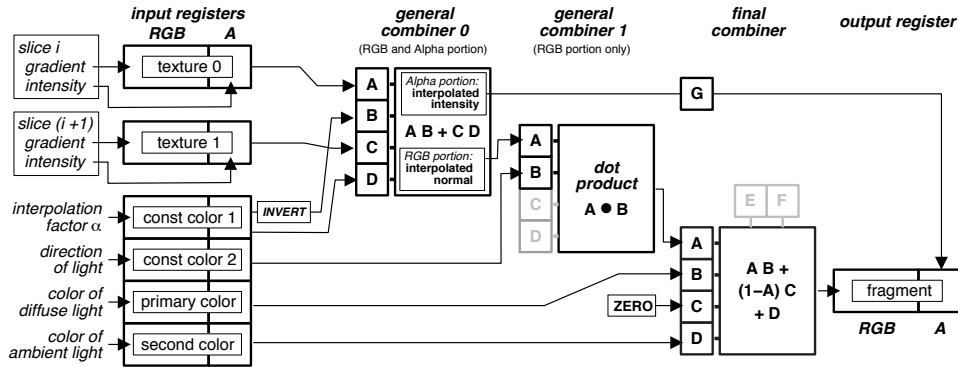 input registers
RGB A
general
combiner 0
(RGB and Alpha portion)
general
combiner 1
(RGB portion only)
final
combiner
output register
slice i
gradient
intensity
texture 0
slice (i +1)
gradient
intensity
texture 1
interpolation
factor α
const color 1
INVERT
direction
of light
const color 2
color of
diffuse light
primary color
color of
ambient light
second color
A
B
C
D
Alpha portion:
interpolated
intensity
A B + C D
RGB portion:
interpolated
normal
A
B
C
D
dot
product
A ● B
G
E F
ZERO
A
B
C
D
A B +
(1−A) C
+ D
fragment
RGB A